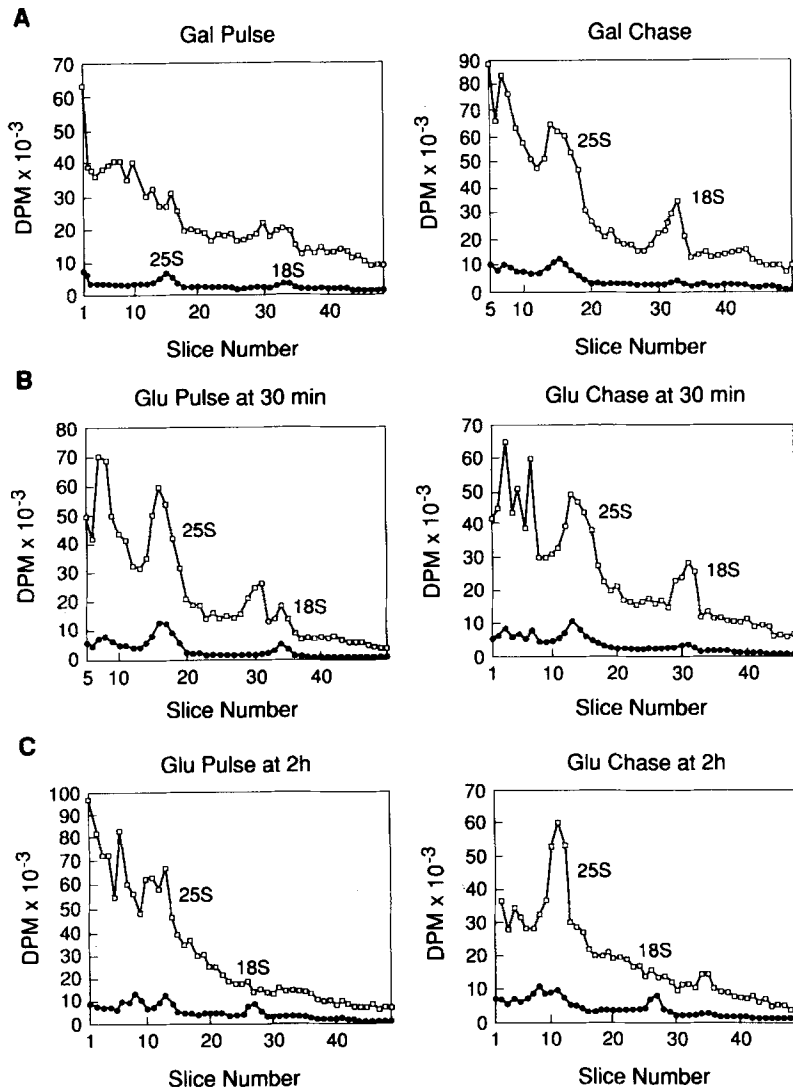 A
Gal Pulse
DPM x 10-3
70
60
50
40
30
20
10
0
25S
18S
1 10 20 30 40
Slice Number
Gal Chase
DPM x 10-3
90
80
70
60
50
40
30
20
10
0
25S
18S
5 10 20 30 40
Slice Number
B
Glu Pulse at 30 min
DPM x 10-3
80
70
60
50
40
30
20
10
0
25S
18S
5 10 20 30 40
Slice Number
Glu Chase at 30 min
DPM x 10-3
70
60
50
40
30
20
10
0
25S
18S
1 10 20 30 40
Slice Number
C
Glu Pulse at 2h
DPM x 10-3
100
90
80
70
60
50
40
30
20
10
0
25S
18S
1 10 20 30 40
Slice Number
Glu Chase at 2h
DPM x 10-3
70
60
50
40
30
20
10
0
25S
18S
1 10 20 30 40
Slice Number